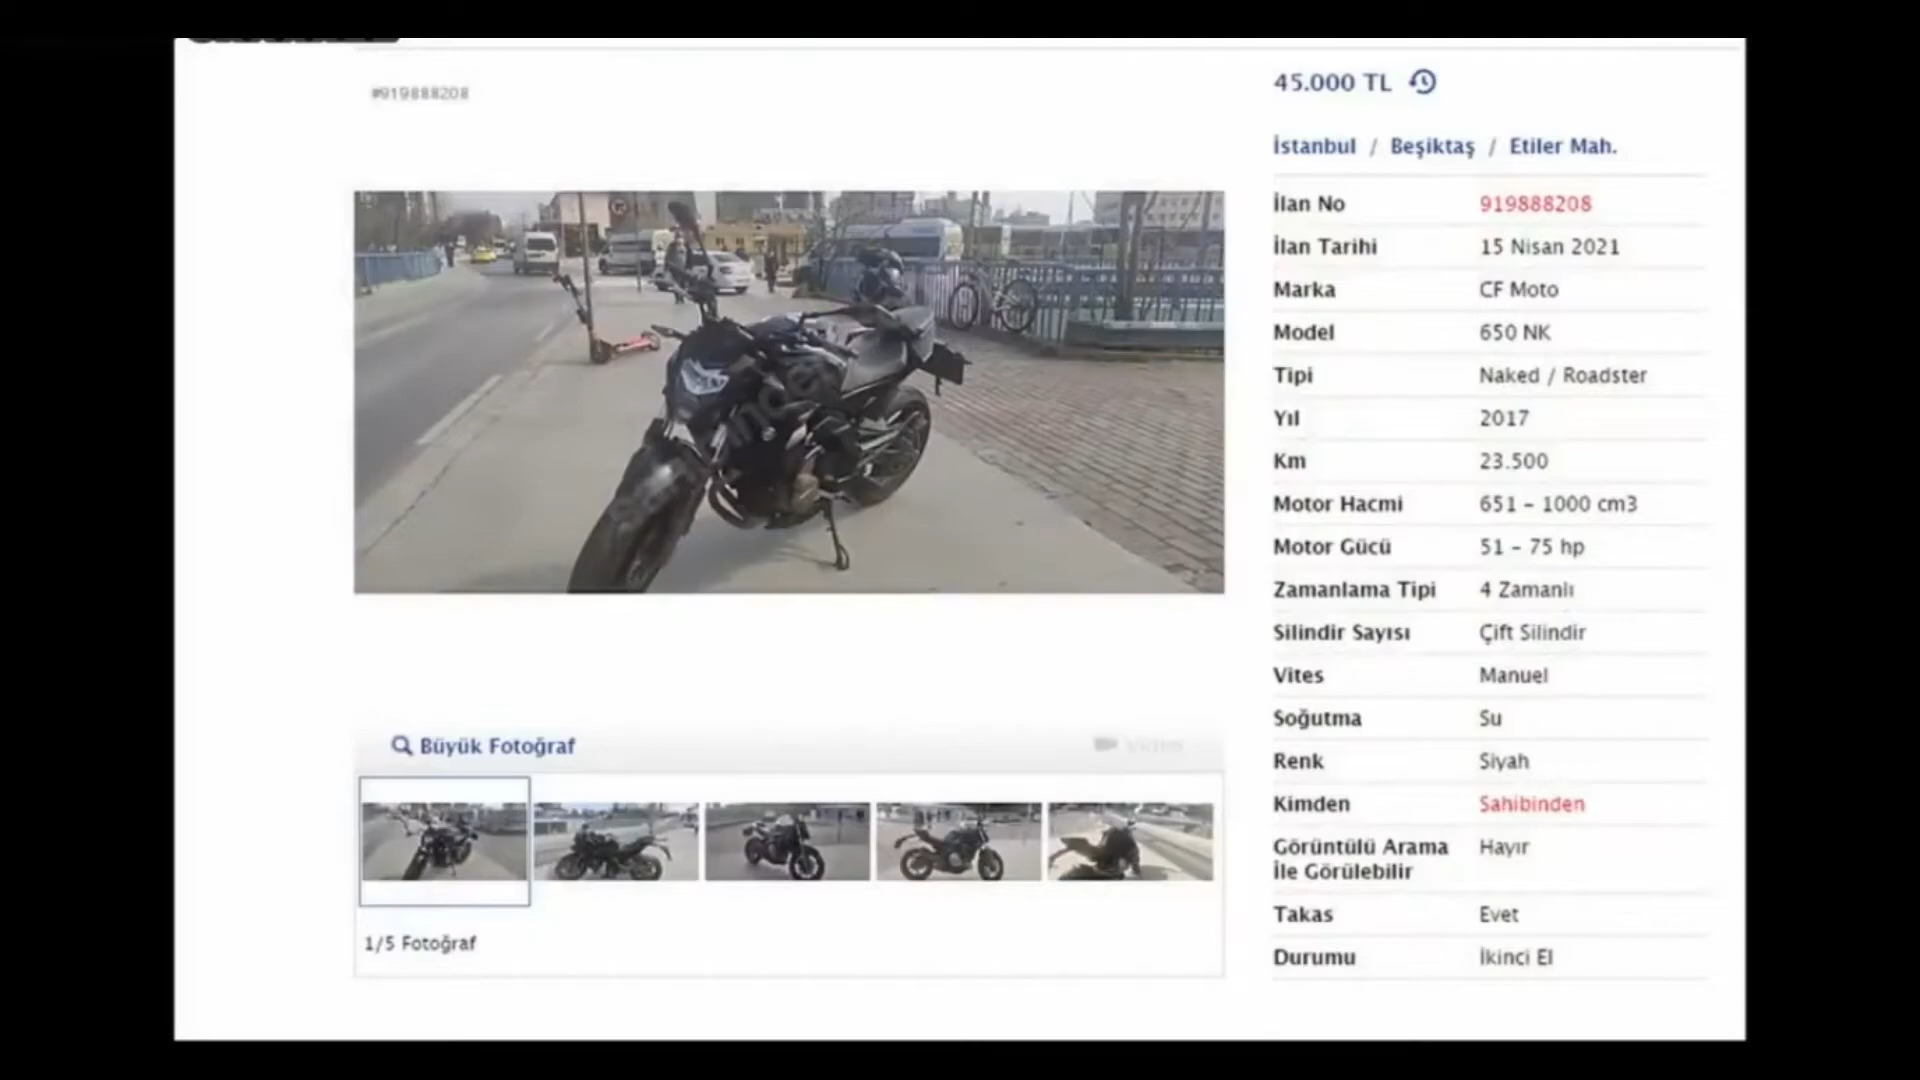 #919888208
45.000 TL
İstanbul / Beşiktaş / Etiler Mah.
İlan No 919888208
İlan Tarihi 15 Nisan 2021
Marka CF Moto
Model 650 NK
Tipi Naked / Roadster
Yıl 2017
Km 23.500
Motor Hacmi 651 - 1000 cm3
Motor Gücü 51 - 75 hp
Zamanlama Tipi 4 Zamanlı
Silindir Sayısı Çift Silindir
Vites Manuel
Soğutma Su
Renk Siyah
Kimden Sahibinden
Görüntülü Arama Hayır
İle Görülebilir
Takas Evet
Durumu İkinci El
Büyük Fotoğraf
1/5 Fotoğraf